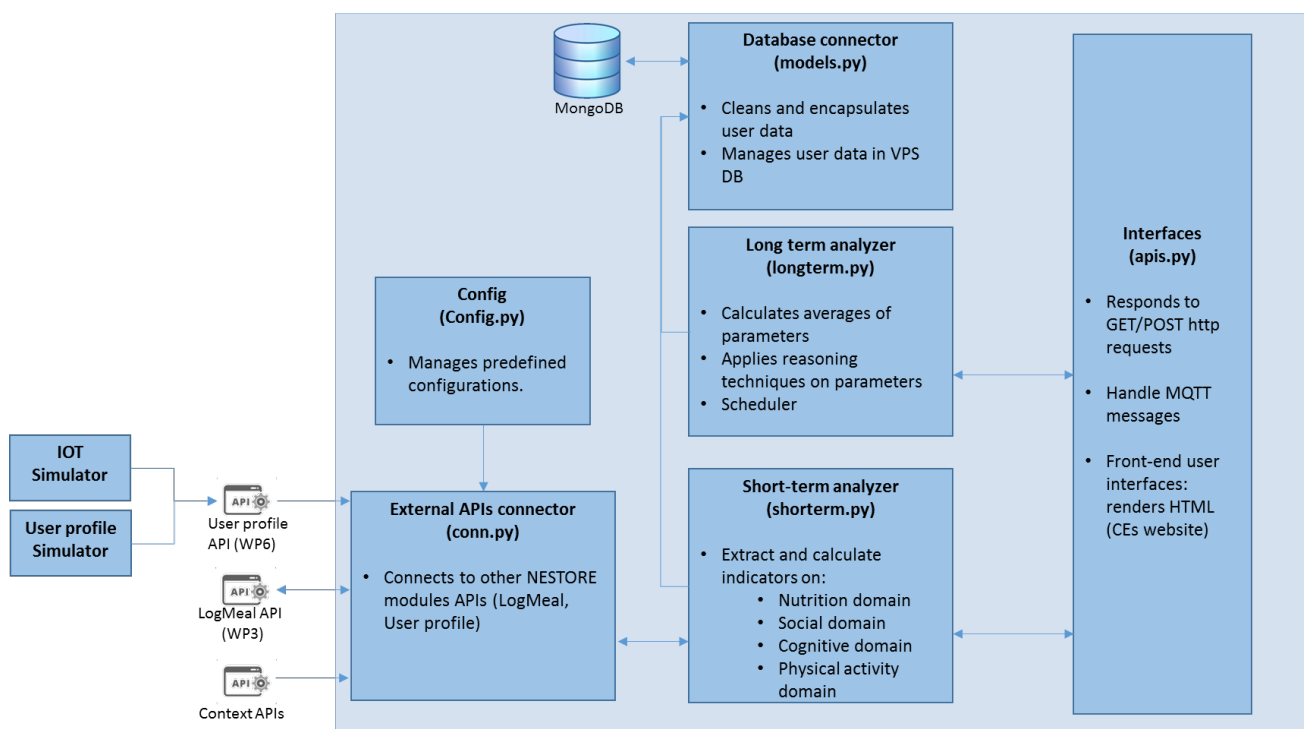 MongoDB
Database connector
(models.py)
• Cleans and encapsulates
user data
• Manages user data in VPS
DB
Long term analyzer
(longterm.py)
• Calculates averages of
parameters
• Applies reasoning
techniques on parameters
• Scheduler
Interfaces
(apis.py)
• Responds to
GET/POST http
requests
• Handle MQTT
messages
• Front-end user
interfaces:
renders HTML
(CEs website)
Config
(Config.py)
• Manages predefined
configurations.
IOT
Simulator
User profile
Simulator
API
User profile
API (WP6)
API
LogMeal API
(WP3)
API
Context APIs
External APIs connector
(conn.py)
• Connects to other NESTORE
modules APIs (LogMeal,
User profile)
Short-term analyzer
(shorterm.py)
• Extract and calculate
indicators on:
• Nutrition domain
• Social domain
• Cognitive domain
• Physical activity
domain